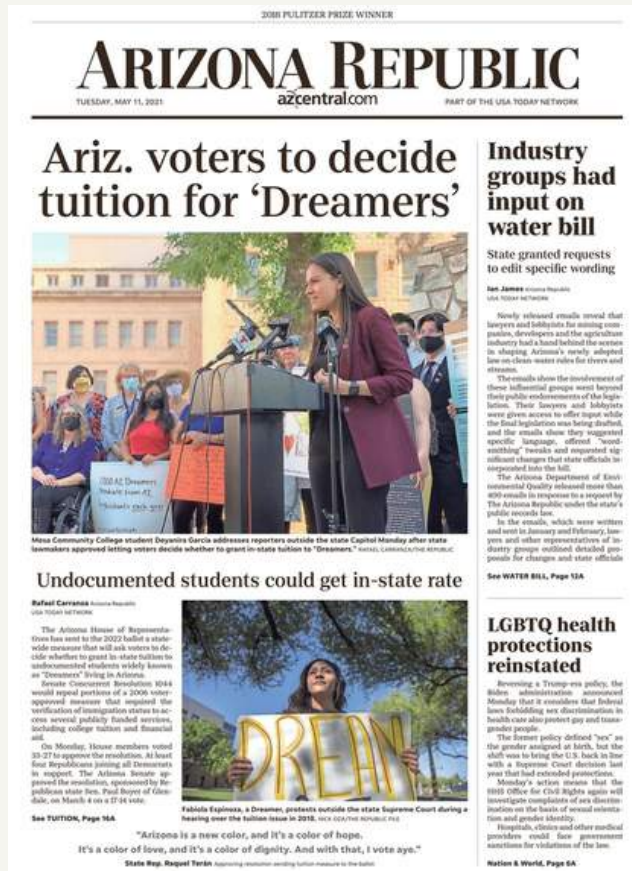 2018 PULITZER PRIZE WINNER
ARIZONA REPUBLIC
TUESDAY, MAY 11, 2021
azcentral.com
PART OF THE USA TODAY NETWORK
Ariz. voters to decide
tuition for ‘Dreamers’
Mesa Community College student Deyanira Garcia addresses reporters outside the state Capitol Monday after state
lawmakers approved letting voters decide whether to grant in-state tuition to "Dreamers." RAFAEL CARRANZA/THE REPUBLIC
Undocumented students could get in-state rate
Rafael Carranza Arizona Republic
USA TODAY NETWORK
The Arizona House of Representa-
tives has sent to the 2022 ballot a state-
wide measure that will ask voters to de-
cide whether to grant in-state tuition to
undocumented students widely known
as "Dreamers" living in Arizona.
Senate Concurrent Resolution 1044
would repeal portions of a 2006 voter-
approved measure that required the
verification of immigration status to ac-
cess several publicly funded services,
including college tuition and financial
aid.
On Monday, House members voted
33-27 to approve the resolution. At least
four Republicans joining all Democrats
in support. The Arizona Senate ap-
proved the resolution, sponsored by Re-
publican state Sen. Paul Boyer of Glen-
dale, on March 4 on a 17-14 vote.
See TUITION, Page 16A
DREAM
Fabiola Espinoza, a Dreamer, protests outside the state Supreme Court during a
hearing over the tuition issue in 2018. NICK OZA/THE REPUBLIC FILE
"Arizona is a new color, and it's a color of hope.
It's a color of love, and it's a color of dignity. And with that, I vote aye."
State Rep. Raquel Terán Approving resolution sending tuition measure to the ballot
Industry
groups had
input on
water bill
State granted requests
to edit specific wording
Ian James Arizona Republic
USA TODAY NETWORK
Newly released emails reveal that
lawyers and lobbyists for mining com-
panies, developers and the agriculture
industry had a hand behind the scenes
in shaping Arizona's newly adopted
law on clean-water rules for rivers and
streams.
The emails show the involvement of
these influential groups went beyond
their public endorsements of the legis-
lation. Their lawyers and lobbyists
were given access to offer input while
the final legislation was being drafted,
and the emails show they suggested
specific language, offered "word-
smithing" tweaks and requested sig-
nificant changes that state officials in-
corporated into the bill.
The Arizona Department of Envi-
ronmental Quality released more than
400 emails in response to a request by
The Arizona Republic under the state's
public records law.
In the emails, which were written
and sent in January and February, law-
yers and other representatives of in-
dustry groups outlined detailed pro-
posals for changes and state officials
See WATER BILL, Page 12A
LGBTQ health
protections
reinstated
Reversing a Trump-era policy, the
Biden administration announced
Monday that it considers that federal
laws forbidding sex discrimination in
health care also protect gay and trans-
gender people.
The former policy defined "sex" as
the gender assigned at birth, but the
shift was to bring the U.S. back in line
with a Supreme Court decision last
year that had extended protections.
Monday's action means that the
HHS Office for Civil Rights again will
investigate complaints of sex discrim-
ination on the basis of sexual orienta-
tion and gender identity.
Hospitals, clinics and other medical
providers could face government
sanctions for violations of the law.
Nation & World, Page 6A